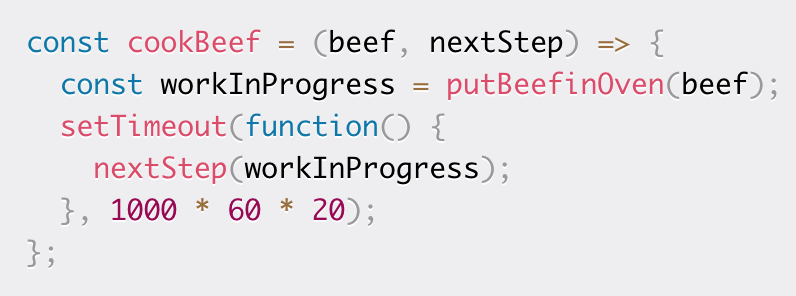 const cookBeef = (beef, nextStep) => {
  const workInProgress = putBeefinOven(beef);
  setTimeout(function() {
    nextStep(workInProgress);
  }, 1000 * 60 * 20);
};